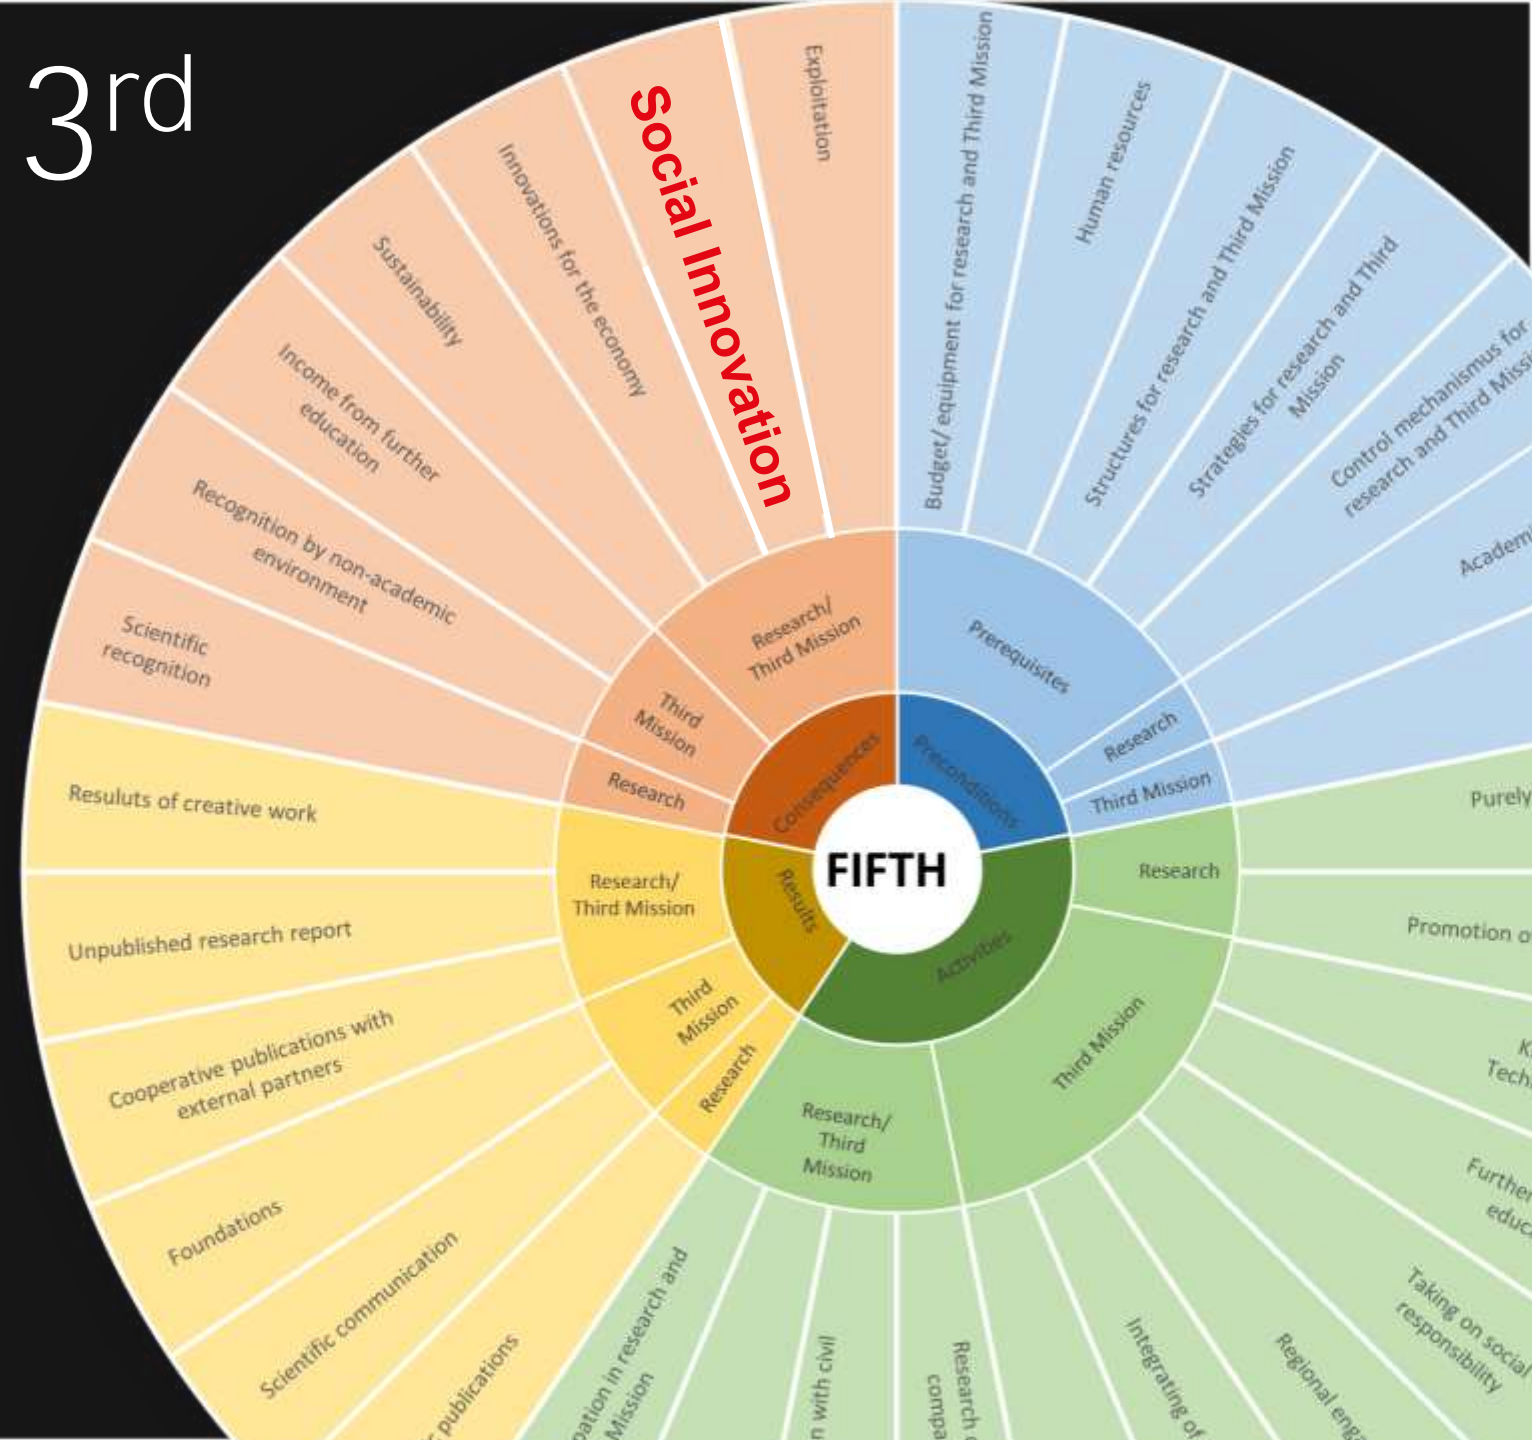 3rd
Exploitation
Social Innovation
Innovations for the economy
Sustainability
Income from further
education
Recognition by non-academic
environment
Scientific
recognition
Budget/ equipment for research and Third Mission
Human resources
Structures for research and Third Mission
Strategies for research and Third
Mission
Control mechanismus for
research and Third
Research/
Third Mission
Third
Mission
Research
Consequences
Prerequisites
Research
Third Mission
Preconditions
FIFTH
Purely
Research
Promotion
Third Mission
Activities
Research/
Third
Mission
Results
Research/
Third Mission
Third
Mission
Research
Resuluts of creative work
Unpublished research report
Cooperative publications with
external partners
Foundations
Scientific communication
publications
in research and
Mission
with civil
Research
Integrating of
Regional
Taking on social
responsibility
Further